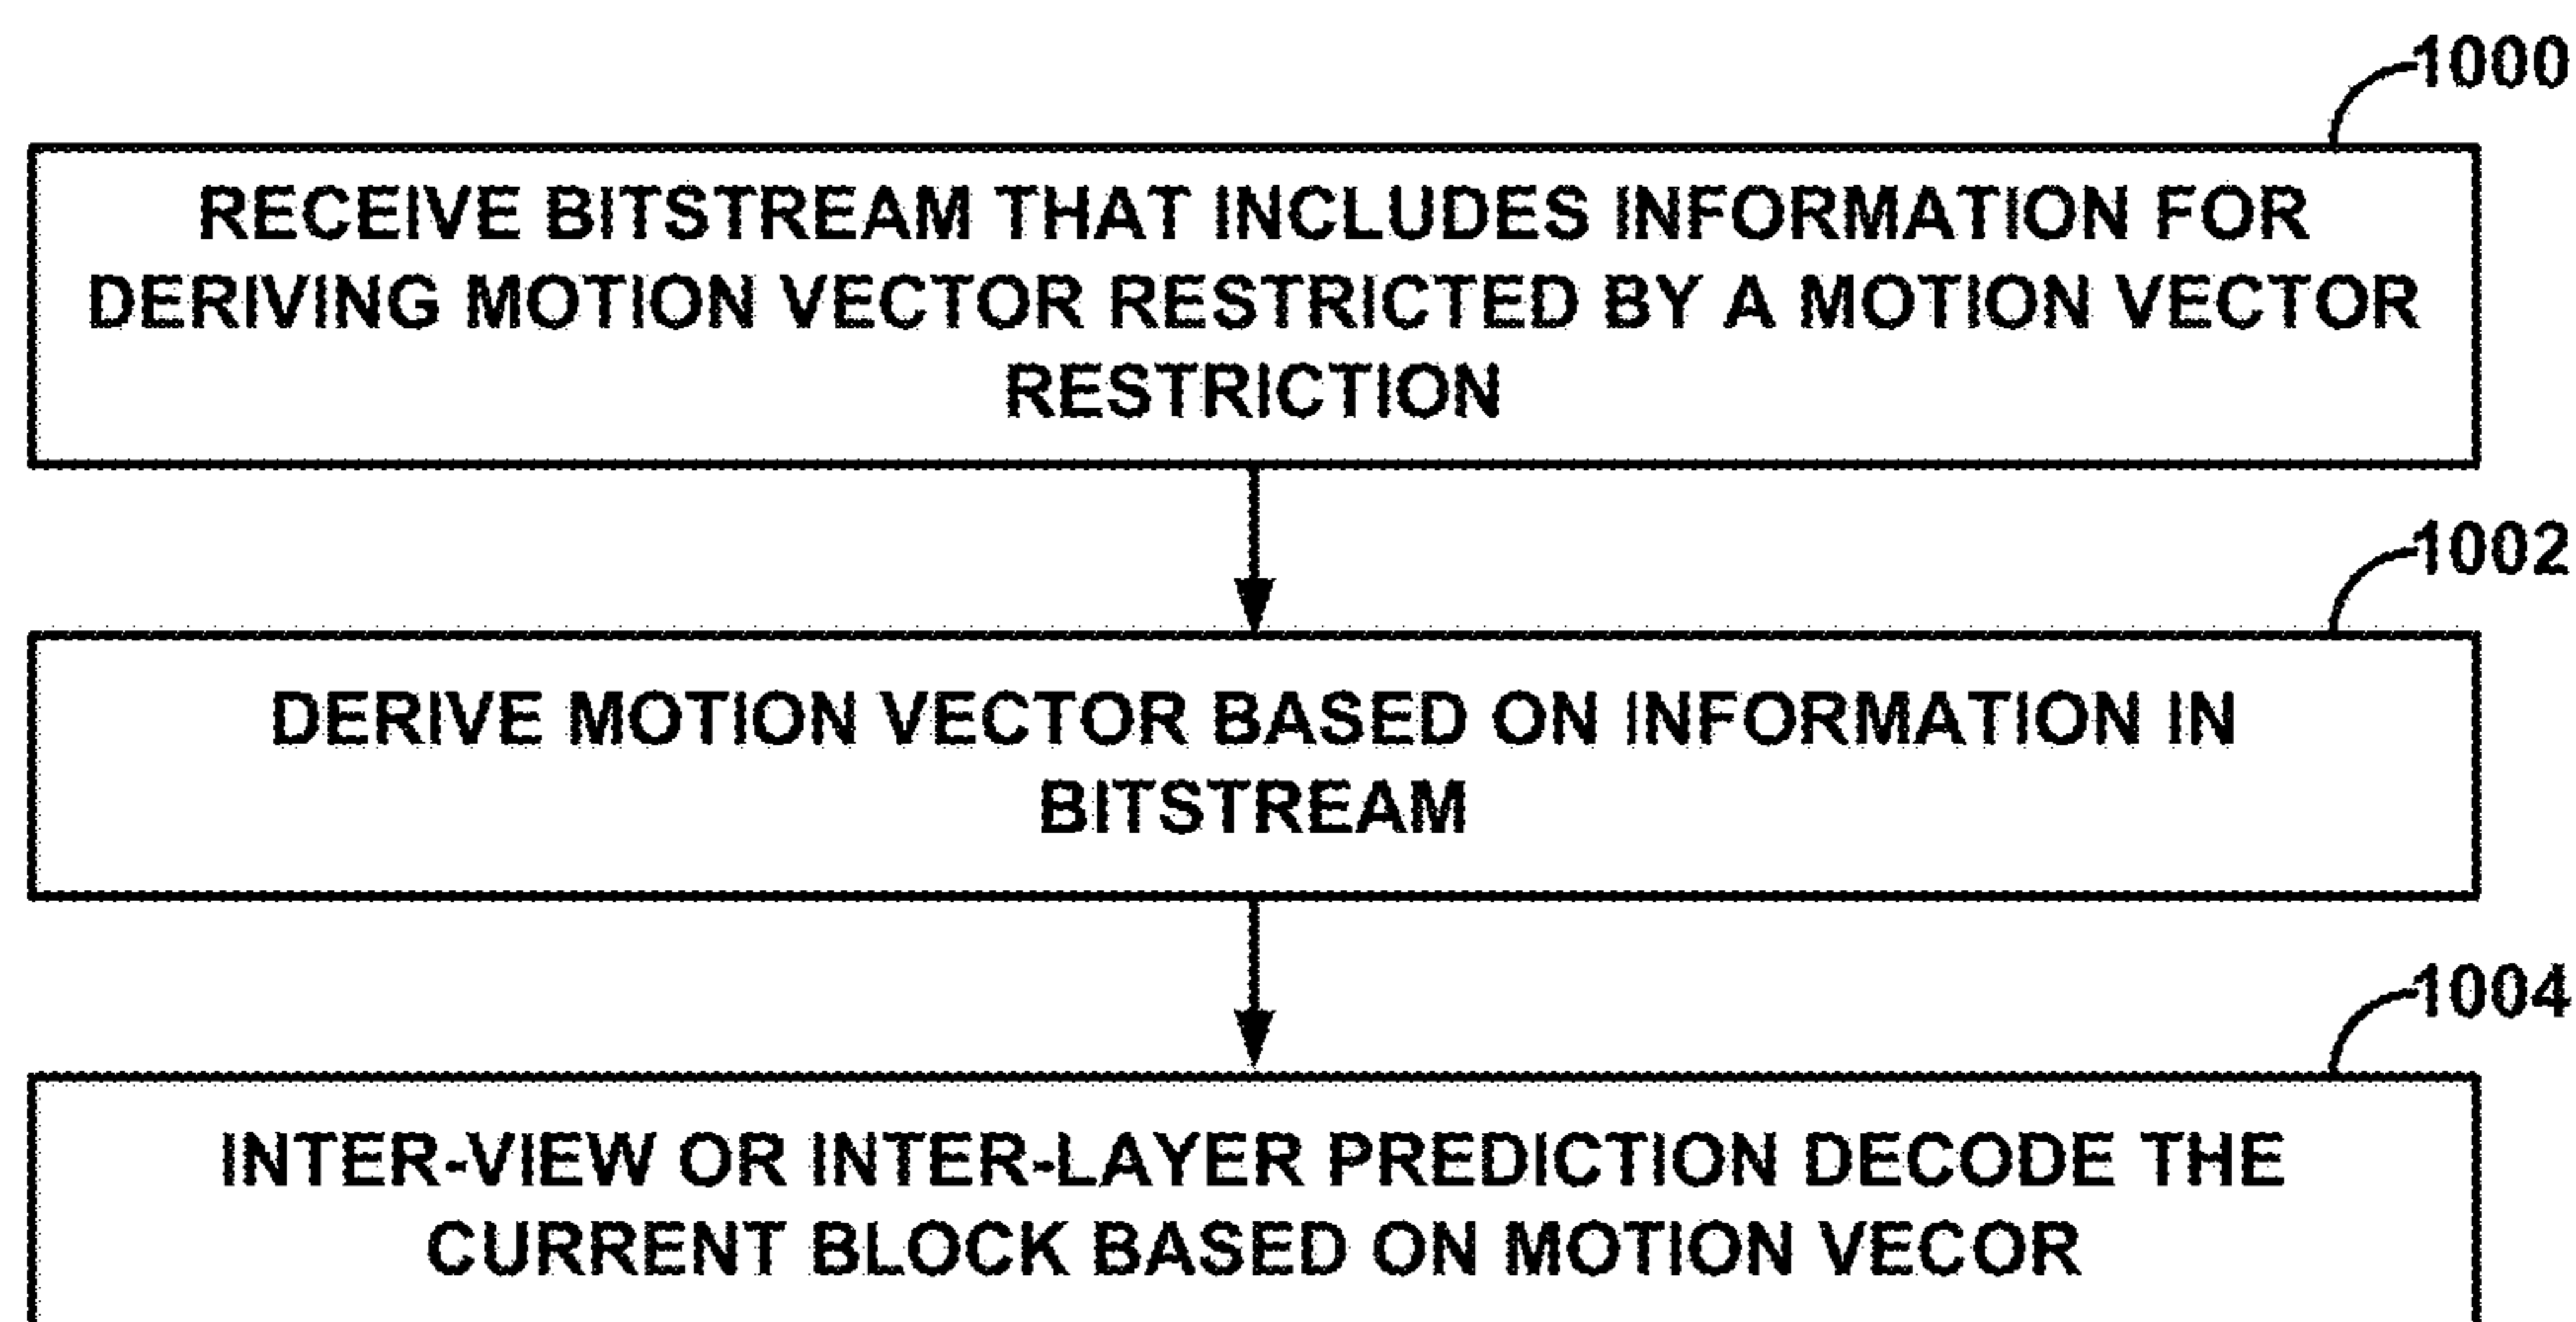 1000
RECEIVE BITSTREAM THAT INCLUDES INFORMATION FOR
DERIVING MOTION VECTOR RESTRICTED BY A MOTION VECTOR
RESTRICTION
1002
DERIVE MOTION VECTOR BASED ON INFORMATION IN
BITSTREAM
1004
INTER-VIEW OR INTER-LAYER PREDICTION DECODE THE
CURRENT BLOCK BASED ON MOTION VECOR